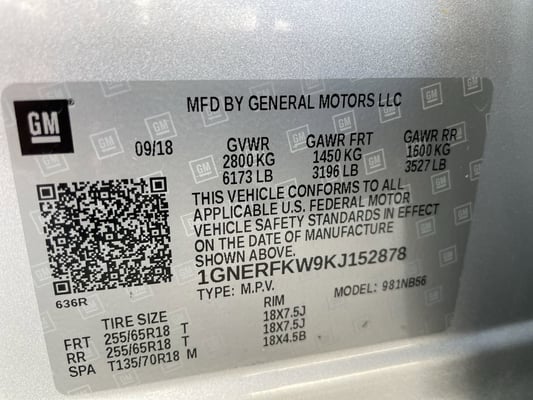 GM
MFD BY GENERAL MOTORS LLC
09/18
GVWR GAWR FRT GAWR RR
2800 KG 1450 KG 1600 KG
6173 LB 3196 LB 3527 LB
THIS VEHICLE CONFORMS TO ALL
APPLICABLE U.S. FEDERAL MOTOR
VEHICLE SAFETY STANDARDS IN EFFECT
ON THE DATE OF MANUFACTURE
SHOWN ABOVE.
1GNERFKW9KJ152878
TYPE: M.P.V. MODEL: 981NB56
636R
TIRE SIZE RIM
FRT 255/65R18 T 18X7.5J
RR 255/65R18 T 18X7.5J
SPA T135/70R18 M 18X4.5B